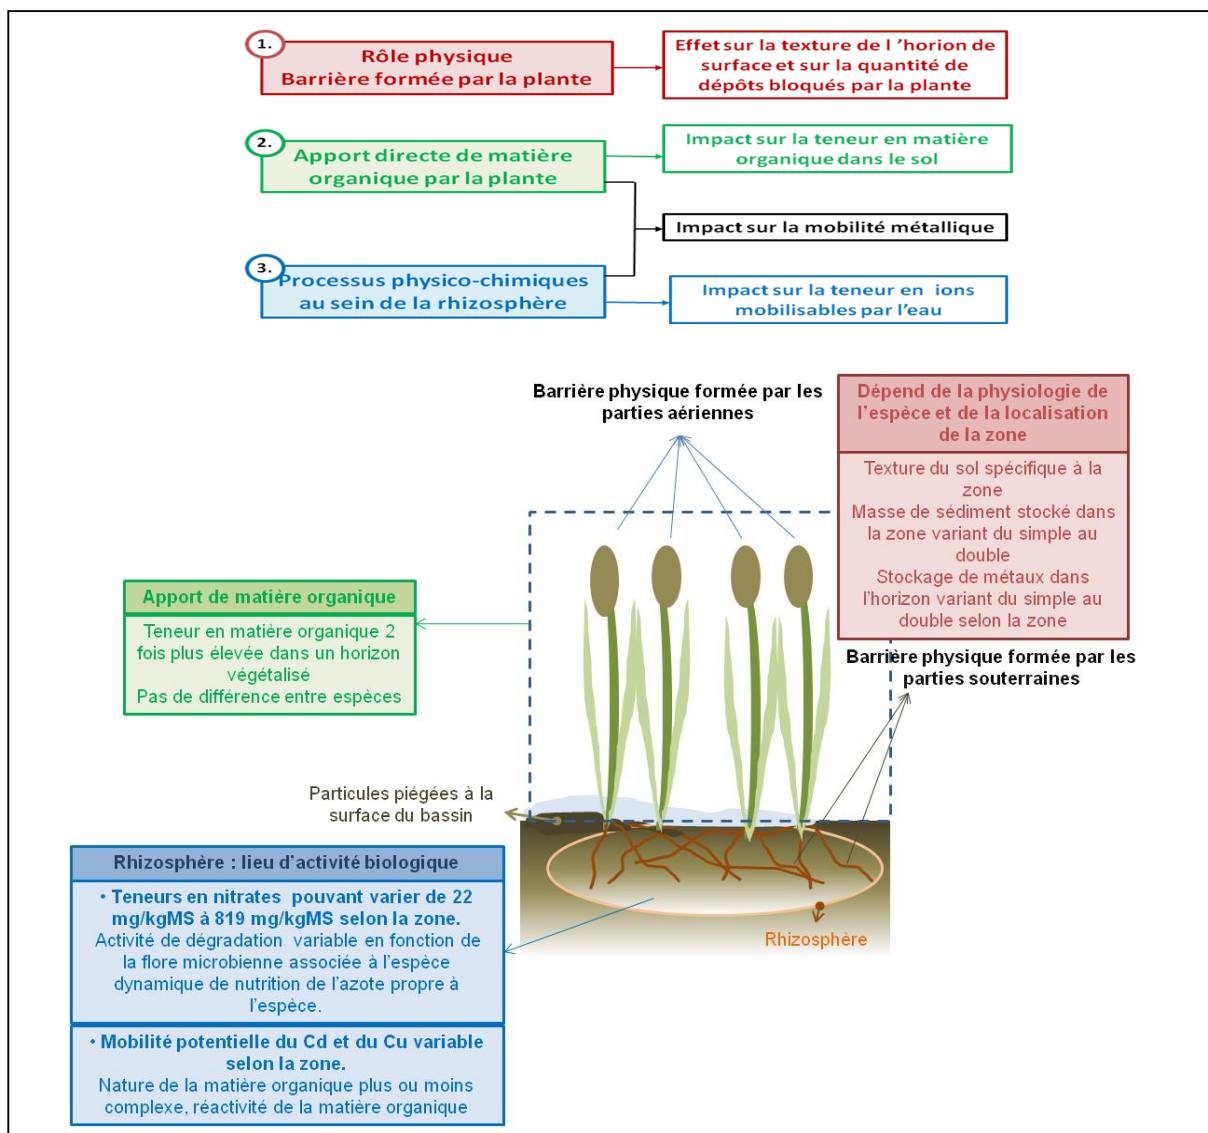 1.
Rôle physique
Barrière formée par la plante
Effet sur la texture de l 'horion de
surface et sur la quantité de
dépôts bloqués par la plante
2.
Apport directe de matière
organique par la plante
Impact sur la teneur en matière
organique dans le sol
Impact sur la mobilité métallique
3.
Processus physico-chimiques
au sein de la rhizosphère
Impact sur la teneur en ions
mobilisables par l'eau
Barrière physique formée par les
parties aériennes
Dépend de la physiologie de
l'espèce et de la localisation
de la zone
Texture du sol spécifique à la
zone
Masse de sédiment stocké dans
la zone variant du simple au
double
Stockage de métaux dans
l'horizon variant du simple au
double selon la zone
Barrière physique formée par les
parties souterraines
Apport de matière organique
Teneur en matière organique 2
fois plus élevée dans un horizon
végétalisé
Pas de différence entre espèces
Particules piégées à la
surface du bassin
Rhizosphère
Rhizosphère : lieu d'activité biologique
• Teneurs en nitrates pouvant varier de 22
mg/kgMS à 819 mg/kgMS selon la zone.
Activité de dégradation variable en fonction de
la flore microbienne associée à l'espèce
dynamique de nutrition de l'azote propre à
l'espèce.
• Mobilité potentielle du Cd et du Cu variable
selon la zone.
Nature de la matière organique plus ou moins
complexe, réactivité de la matière organique